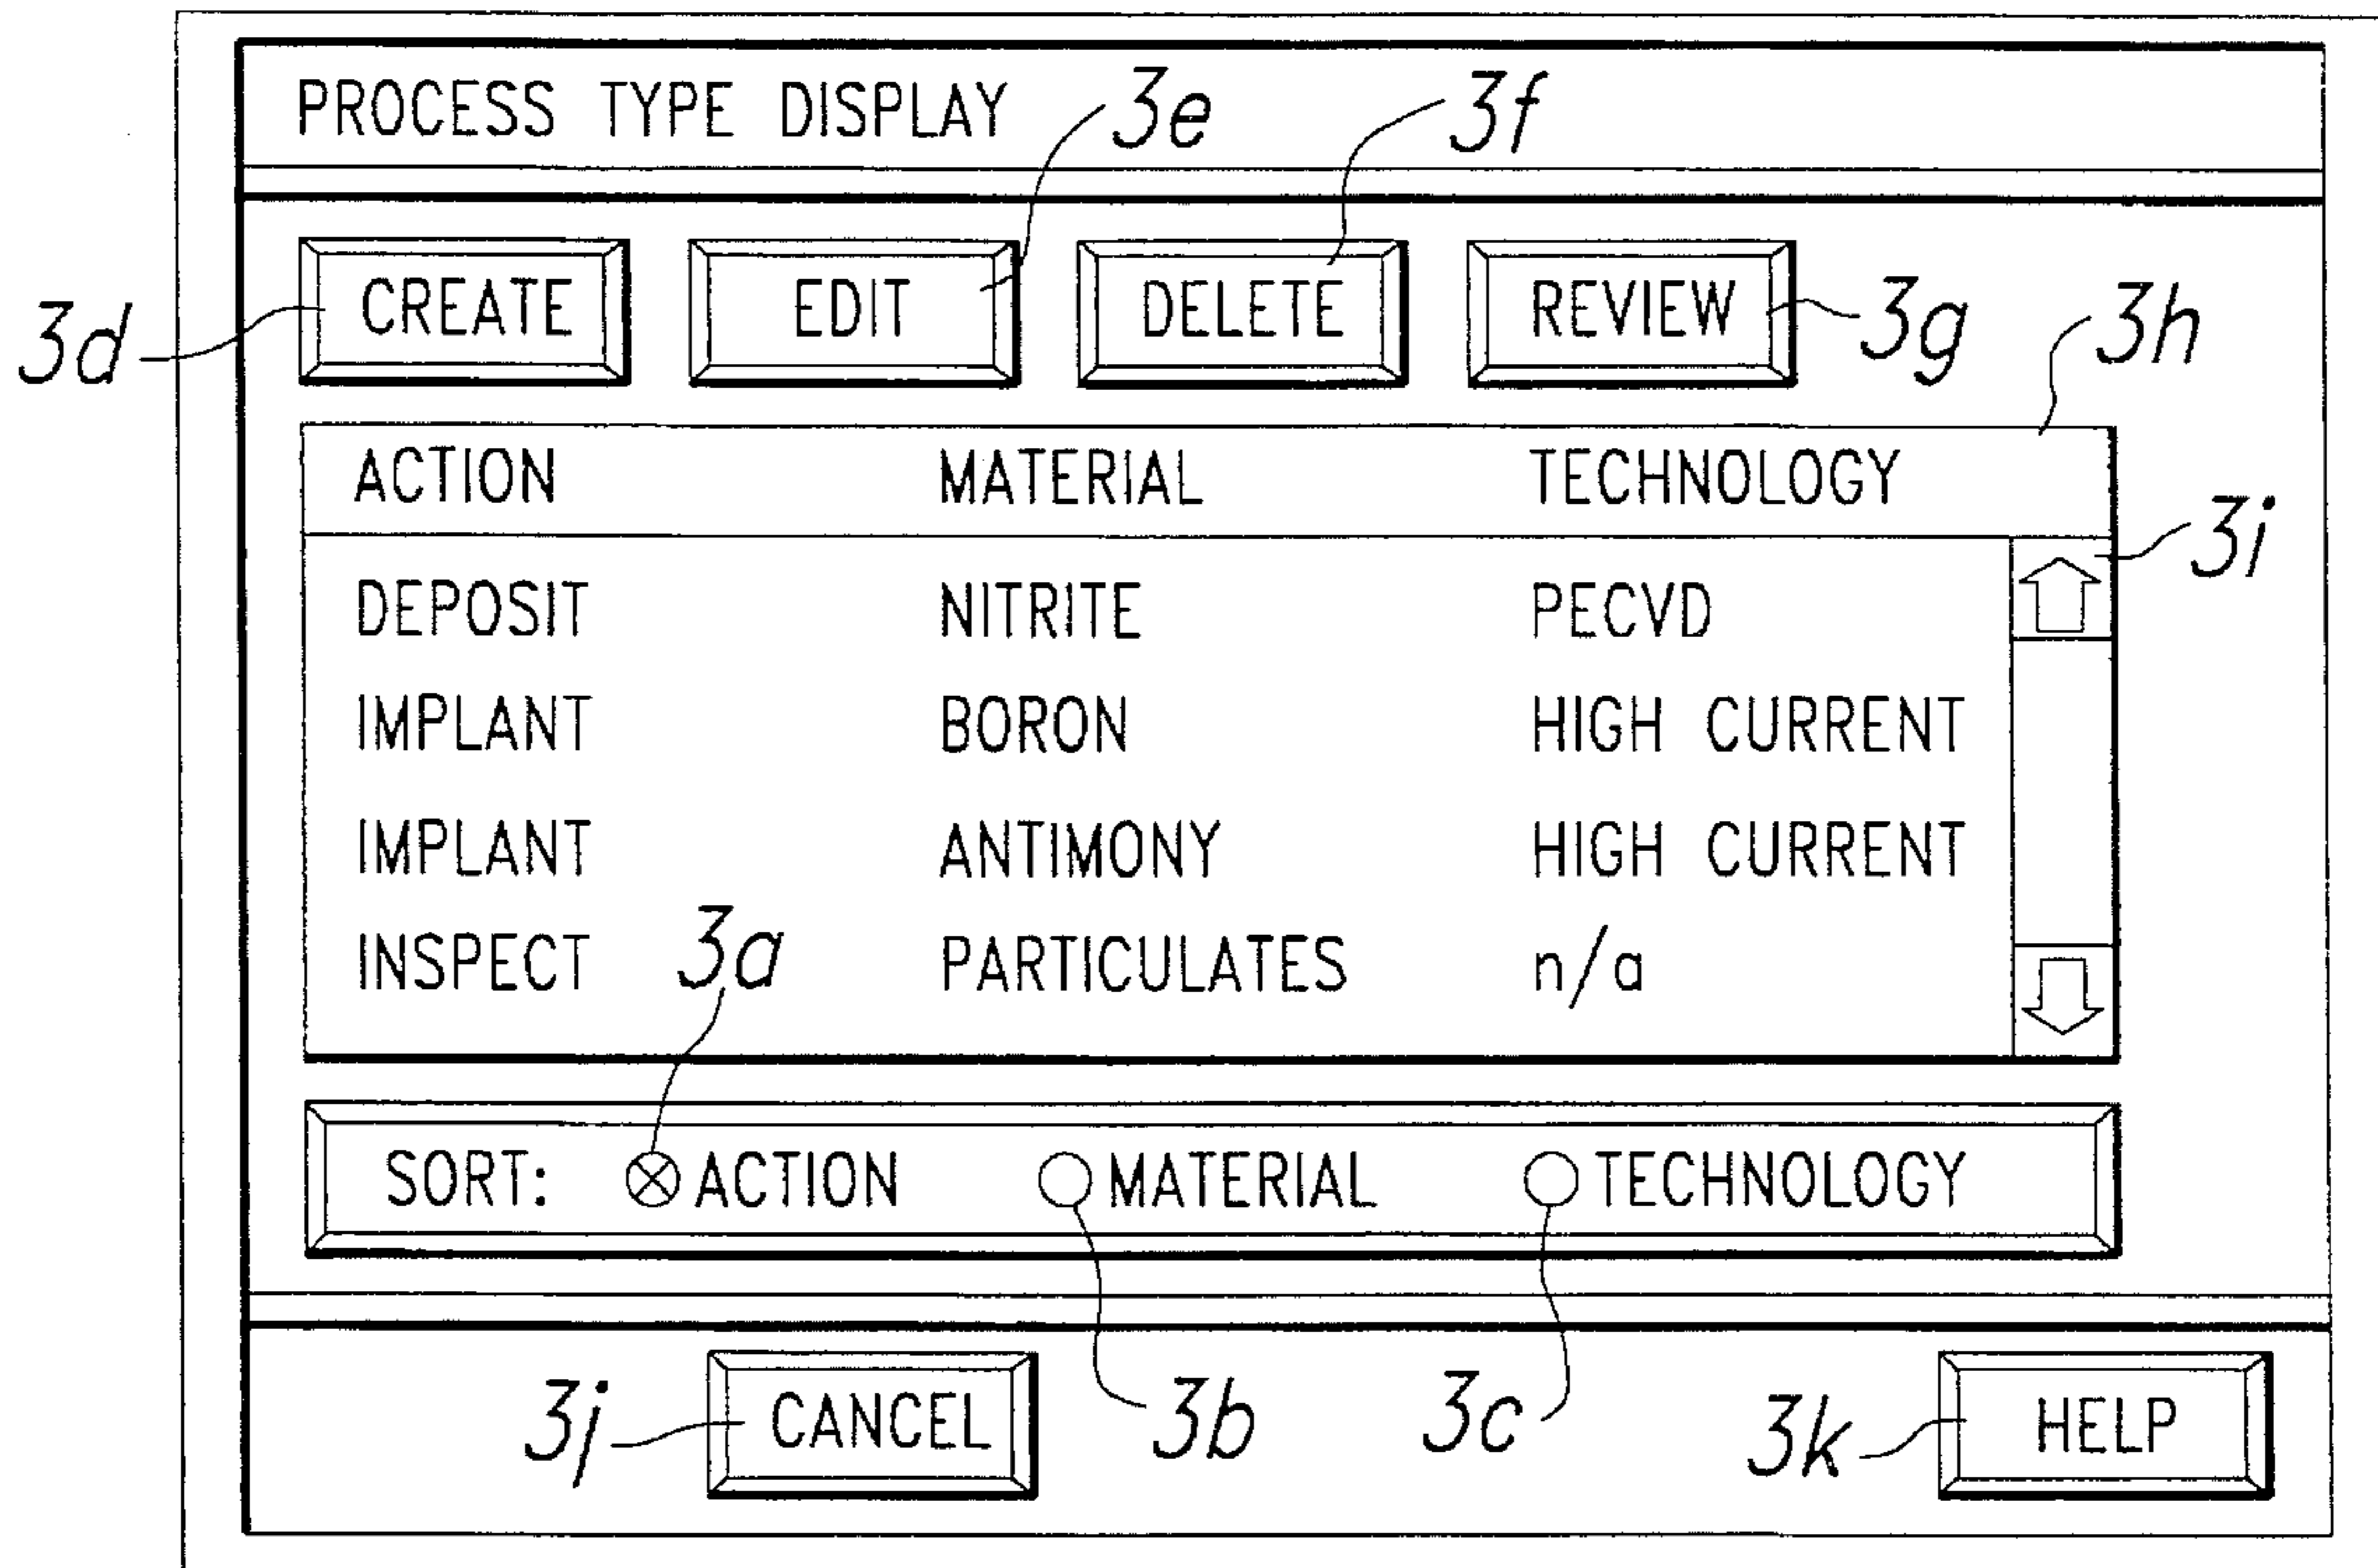 PROCESS TYPE DISPLAY 3e 3f
3d CREATE EDIT DELETE REVIEW 3g 3h
ACTION MATERIAL TECHNOLOGY
3i
DEPOSIT NITRITE PECVD
IMPLANT BORON HIGH CURRENT
IMPLANT ANTIMONY HIGH CURRENT
INSPECT 3a PARTICULATES n/a
SORT: ACTION MATERIAL TECHNOLOGY
3j CANCEL 3b 3c 3k HELP